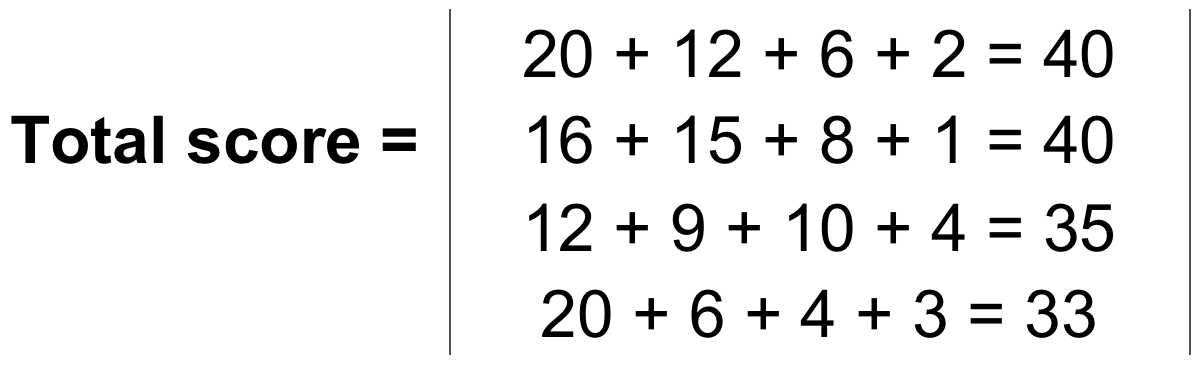 20 + 12 + 6 + 2 = 40
Total score =
16 + 15 + 8 + 1 = 40
12 + 9 + 10 + 4 = 35
20 + 6 + 4 + 3 = 33